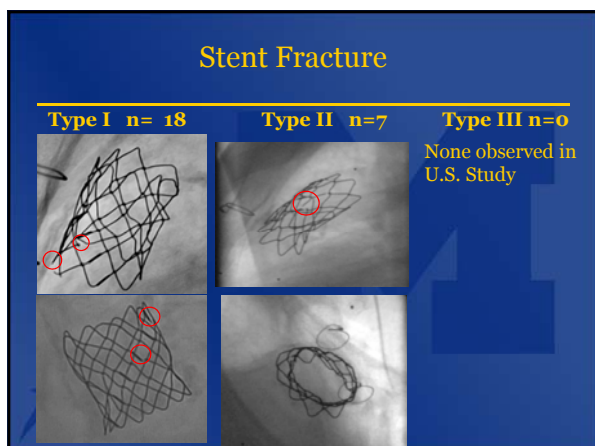 Stent Fracture
Type I n= 18
Type II n=7
Type III n=0
None observed in
U.S. Study